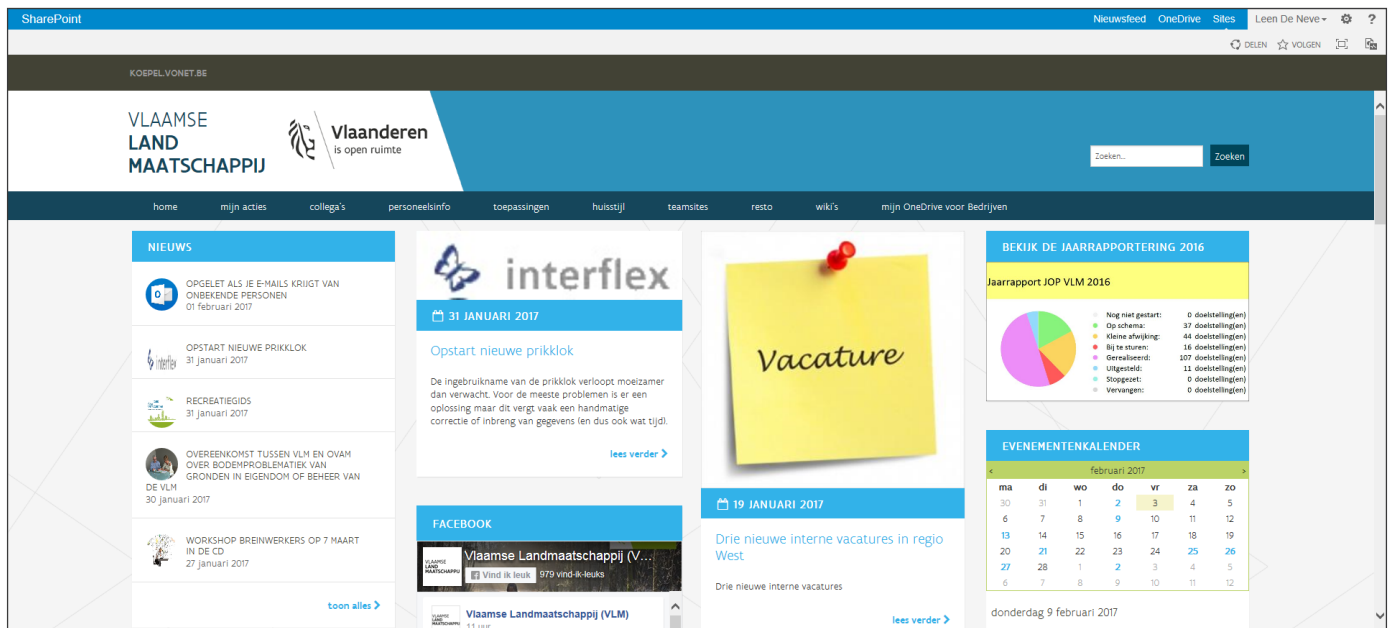 SharePoint
Nieuwsfeed OneDrive Sites Leen De Neve ?
DELEN VOLGEN
KOEPEL.VONET.BE
VLAAMSE
LAND
MAATSCHAPPIJ
Vlaanderen
is open ruimte
Zoeken... Zoeken
home mijn acties collega's personeelsinfo toepassingen huisstijl teamsites resto wiki's mijn OneDrive voor Bedrijven
NIEUWS
OPGELET ALS JE E-MAILS KRIJGT VAN
ONBEKENDE PERSONEN
01 februari 2017
interflex
OPSTART NIEUWE PRIKKLOK
31 januari 2017
RECREATIEGIDS
31 januari 2017
OVEREENKOMST TUSSEN VLM EN OVAM
OVER BODEMPROBLEMATIEK VAN
GRONDEN IN EIGENDOM OF BEHEER VAN
DE VLM
30 januari 2017
WORKSHOP BREINWERKERS OP 7 MAART
IN DE CD
27 januari 2017
toon alles
interflex
31 JANUARI 2017
Opstart nieuwe prikklok
De ingebruikname van de prikklok verloopt moeizamer
dan verwacht. Voor de meeste problemen is er een
oplossing maar dit vergt vaak een handmatige
correctie of inbreng van gegevens (en dus ook wat tijd).
lees verder
FACEBOOK
VLAAMSE
LAND
MAATSCHAPPIJ
Vlaamse Landmaatschappij (V...
Vind ik leuk 979 vind-ik-leuks
VLAAMSE
LAND
MAATSCHAPPIJ
Vlaamse Landmaatschappij (VLM)
11 uur
Vacature
19 JANUARI 2017
Drie nieuwe interne vacatures in regio
West
Drie nieuwe interne vacatures
lees verder
BEKIJK DE JAARRAPPORTERING 2016
Jaarrapport JOP VLM 2016
Nog niet gestart: 0 doelstelling(en)
Op schema: 37 doelstelling(en)
Kleine afwijking: 44 doelstelling(en)
Bij te sturen: 16 doelstelling(en)
Gerealiseerd: 107 doelstelling(en)
Uitgesteld: 11 doelstelling(en)
Stopgezet: 0 doelstelling(en)
Vervangen: 0 doelstelling(en)
EVENEMENTENKALENDER
< februari 2017 >
ma di wo do vr za zo
30 31 1 2 3 4 5
6 7 8 9 10 11 12
13 14 15 16 17 18 19
20 21 22 23 24 25 26
27 28 1 2 3 4 5
6 7 8 9 10 11 12
donderdag 9 februari 2017